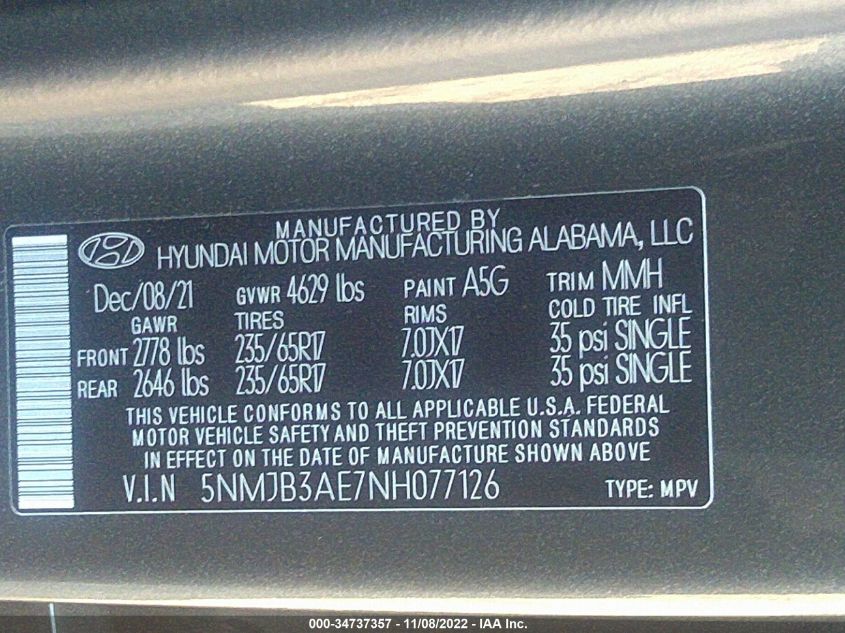 MANUFACTURED BY
HYUNDAI MOTOR MANUFACTURING ALABAMA, LLC
Dec/08/21 GVWR 4629 lbs PAINT A5G TRIM MMH
GAWR TIRES RIMS COLD TIRE INFL
FRONT 2778 lbs 235/65R17 7.0JX17 35 psi SINGLE
REAR 2646 lbs 235/65R17 7.0JX17 35 psi SINGLE
THIS VEHICLE CONFORMS TO ALL APPLICABLE U.S.A. FEDERAL
MOTOR VEHICLE SAFETY AND THEFT PREVENTION STANDARDS
IN EFFECT ON THE DATE OF MANUFACTURE SHOWN ABOVE
V.I.N 5NMJB3AE7NH077126 TYPE: MPV
000-34737357 - 11/08/2022 - IAA Inc.